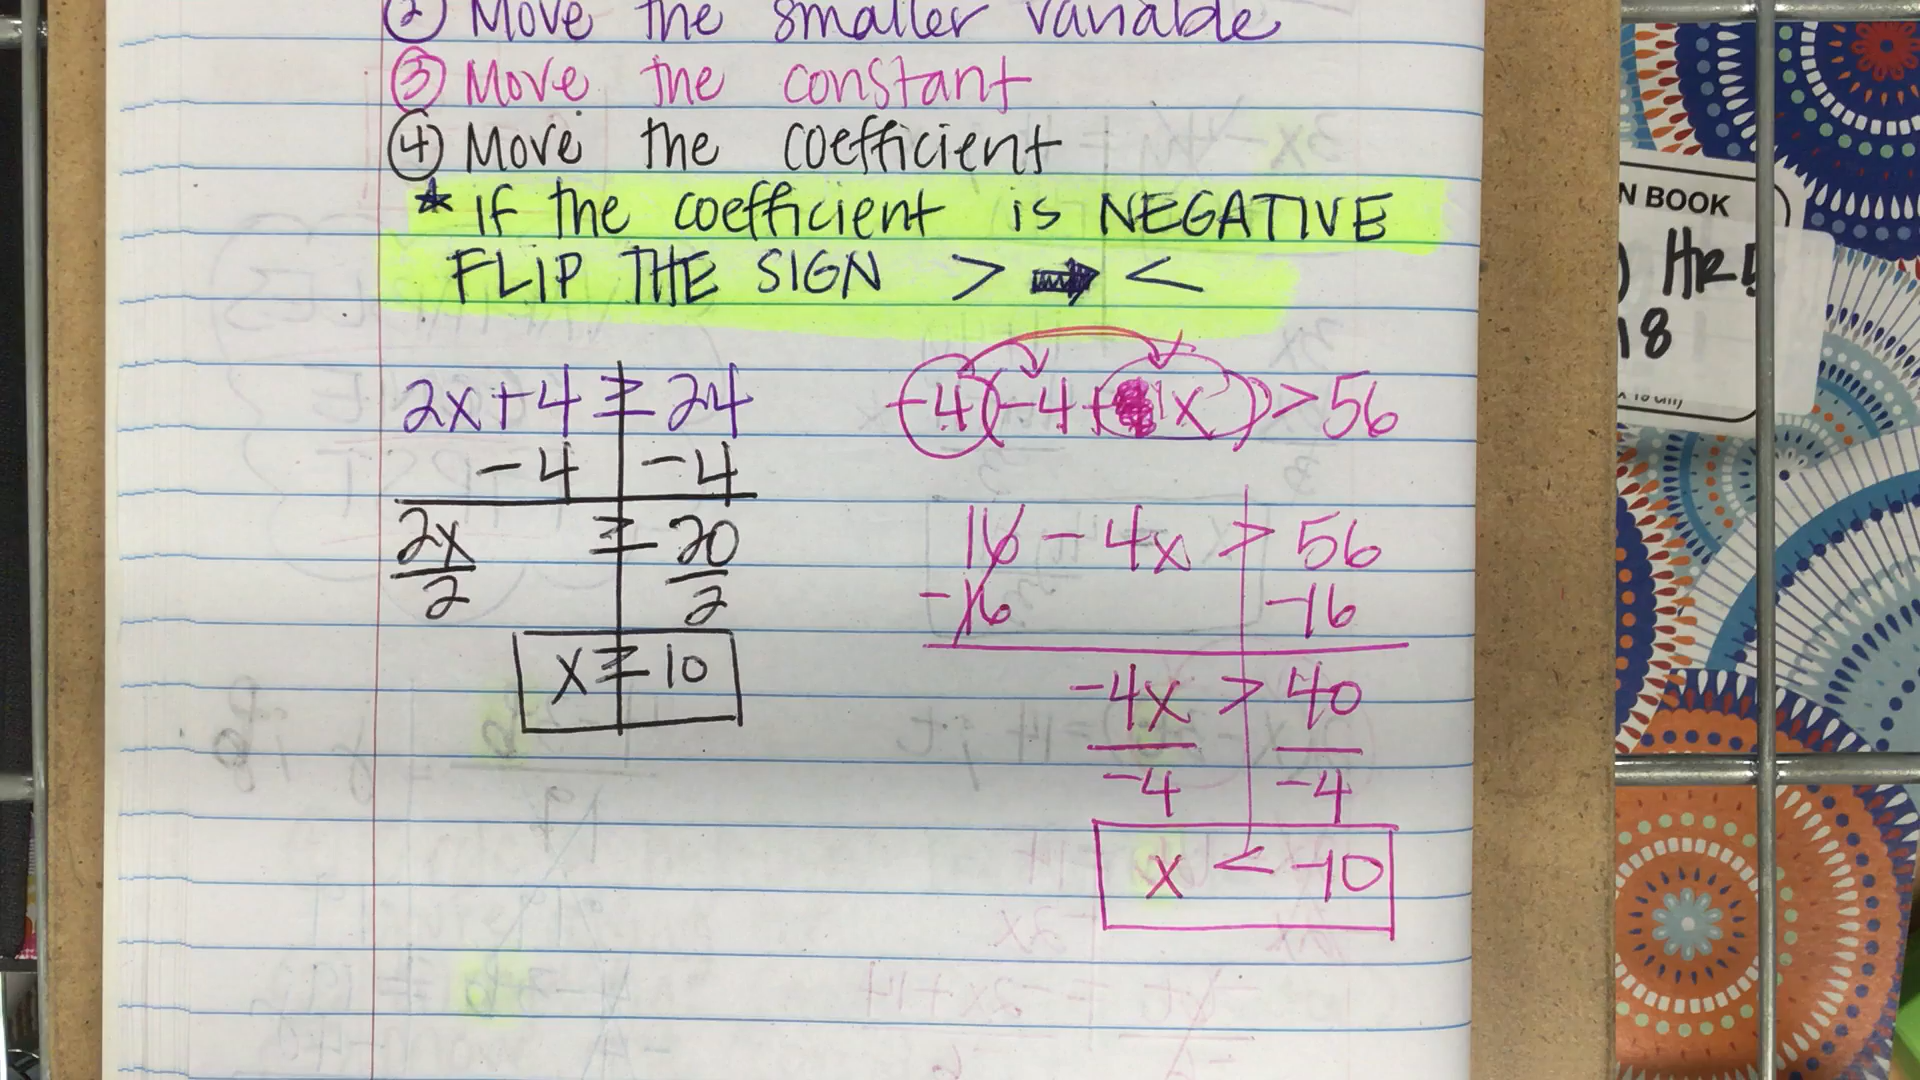 ② Move the smaller variable
③ Move the constant
④ Move the coefficient
* IF the coefficient is NEGATIVE
FLIP THE SIGN > → <
2x+4 ≥ 24
-4 -4
2x ≥ 20
2 2
x ≥ 10
-4(-4+1x) > 56
16 - 4x > 56
-16 -16
-4x > 40
-4 -4
x < -10
N BOOK
HR!
18